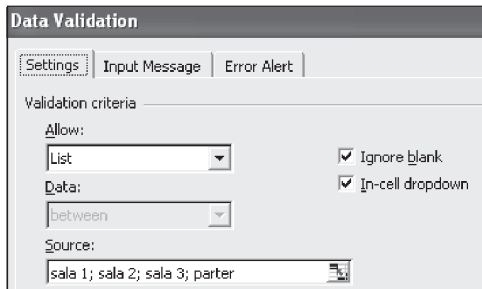 Data Validation
Settings Input Message Error Alert
Validation criteria
Allow:
List Ignore blank
Data: In-cell dropdown
between
Source:
sala 1; sala 2; sala 3; parter